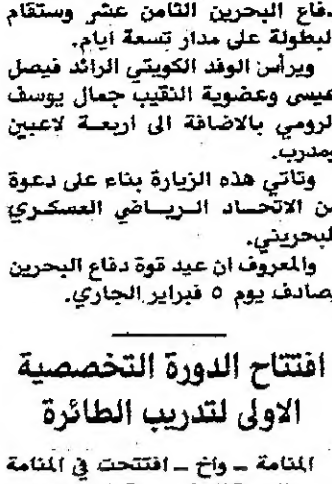 دفاع البحرين الثامن عشر وستقام
البطولة على مدار تسعة ايام.
ويرأس الوفد الكويتي الرائد فيصل
عيسى وعضوية النقيب جمال يوسف
الرومي بالاضافة الى اربعة لاعبين
ومدرب.
وتاتي هذه الزيارة بناء على دعوة
من الاتحاد الرياضي العسكري
البحريني.
والمعروف ان عيد قوة دفاع البحرين
يصادف يوم ٥ فبراير الجاري.
افتتاح الدورة التخصصية
الاولى لتدريب الطائرة
المنامة ــ واخ ــ افتتحت في المنامة